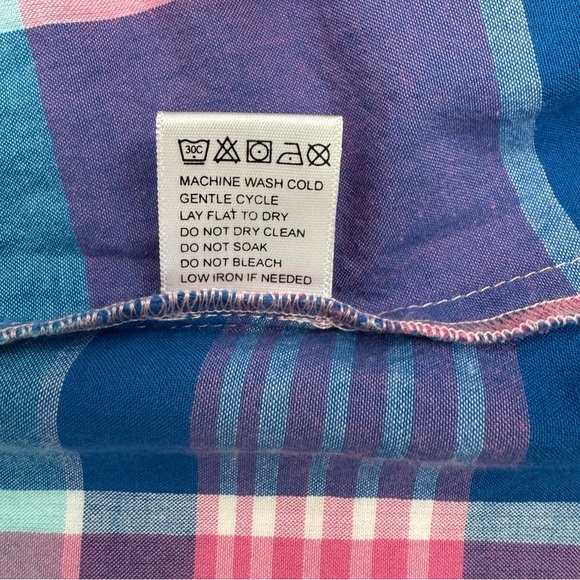 30C
MACHINE WASH COLD
GENTLE CYCLE
LAY FLAT TO DRY
DO NOT DRY CLEAN
DO NOT SOAK
DO NOT BLEACH
LOW IRON IF NEEDED